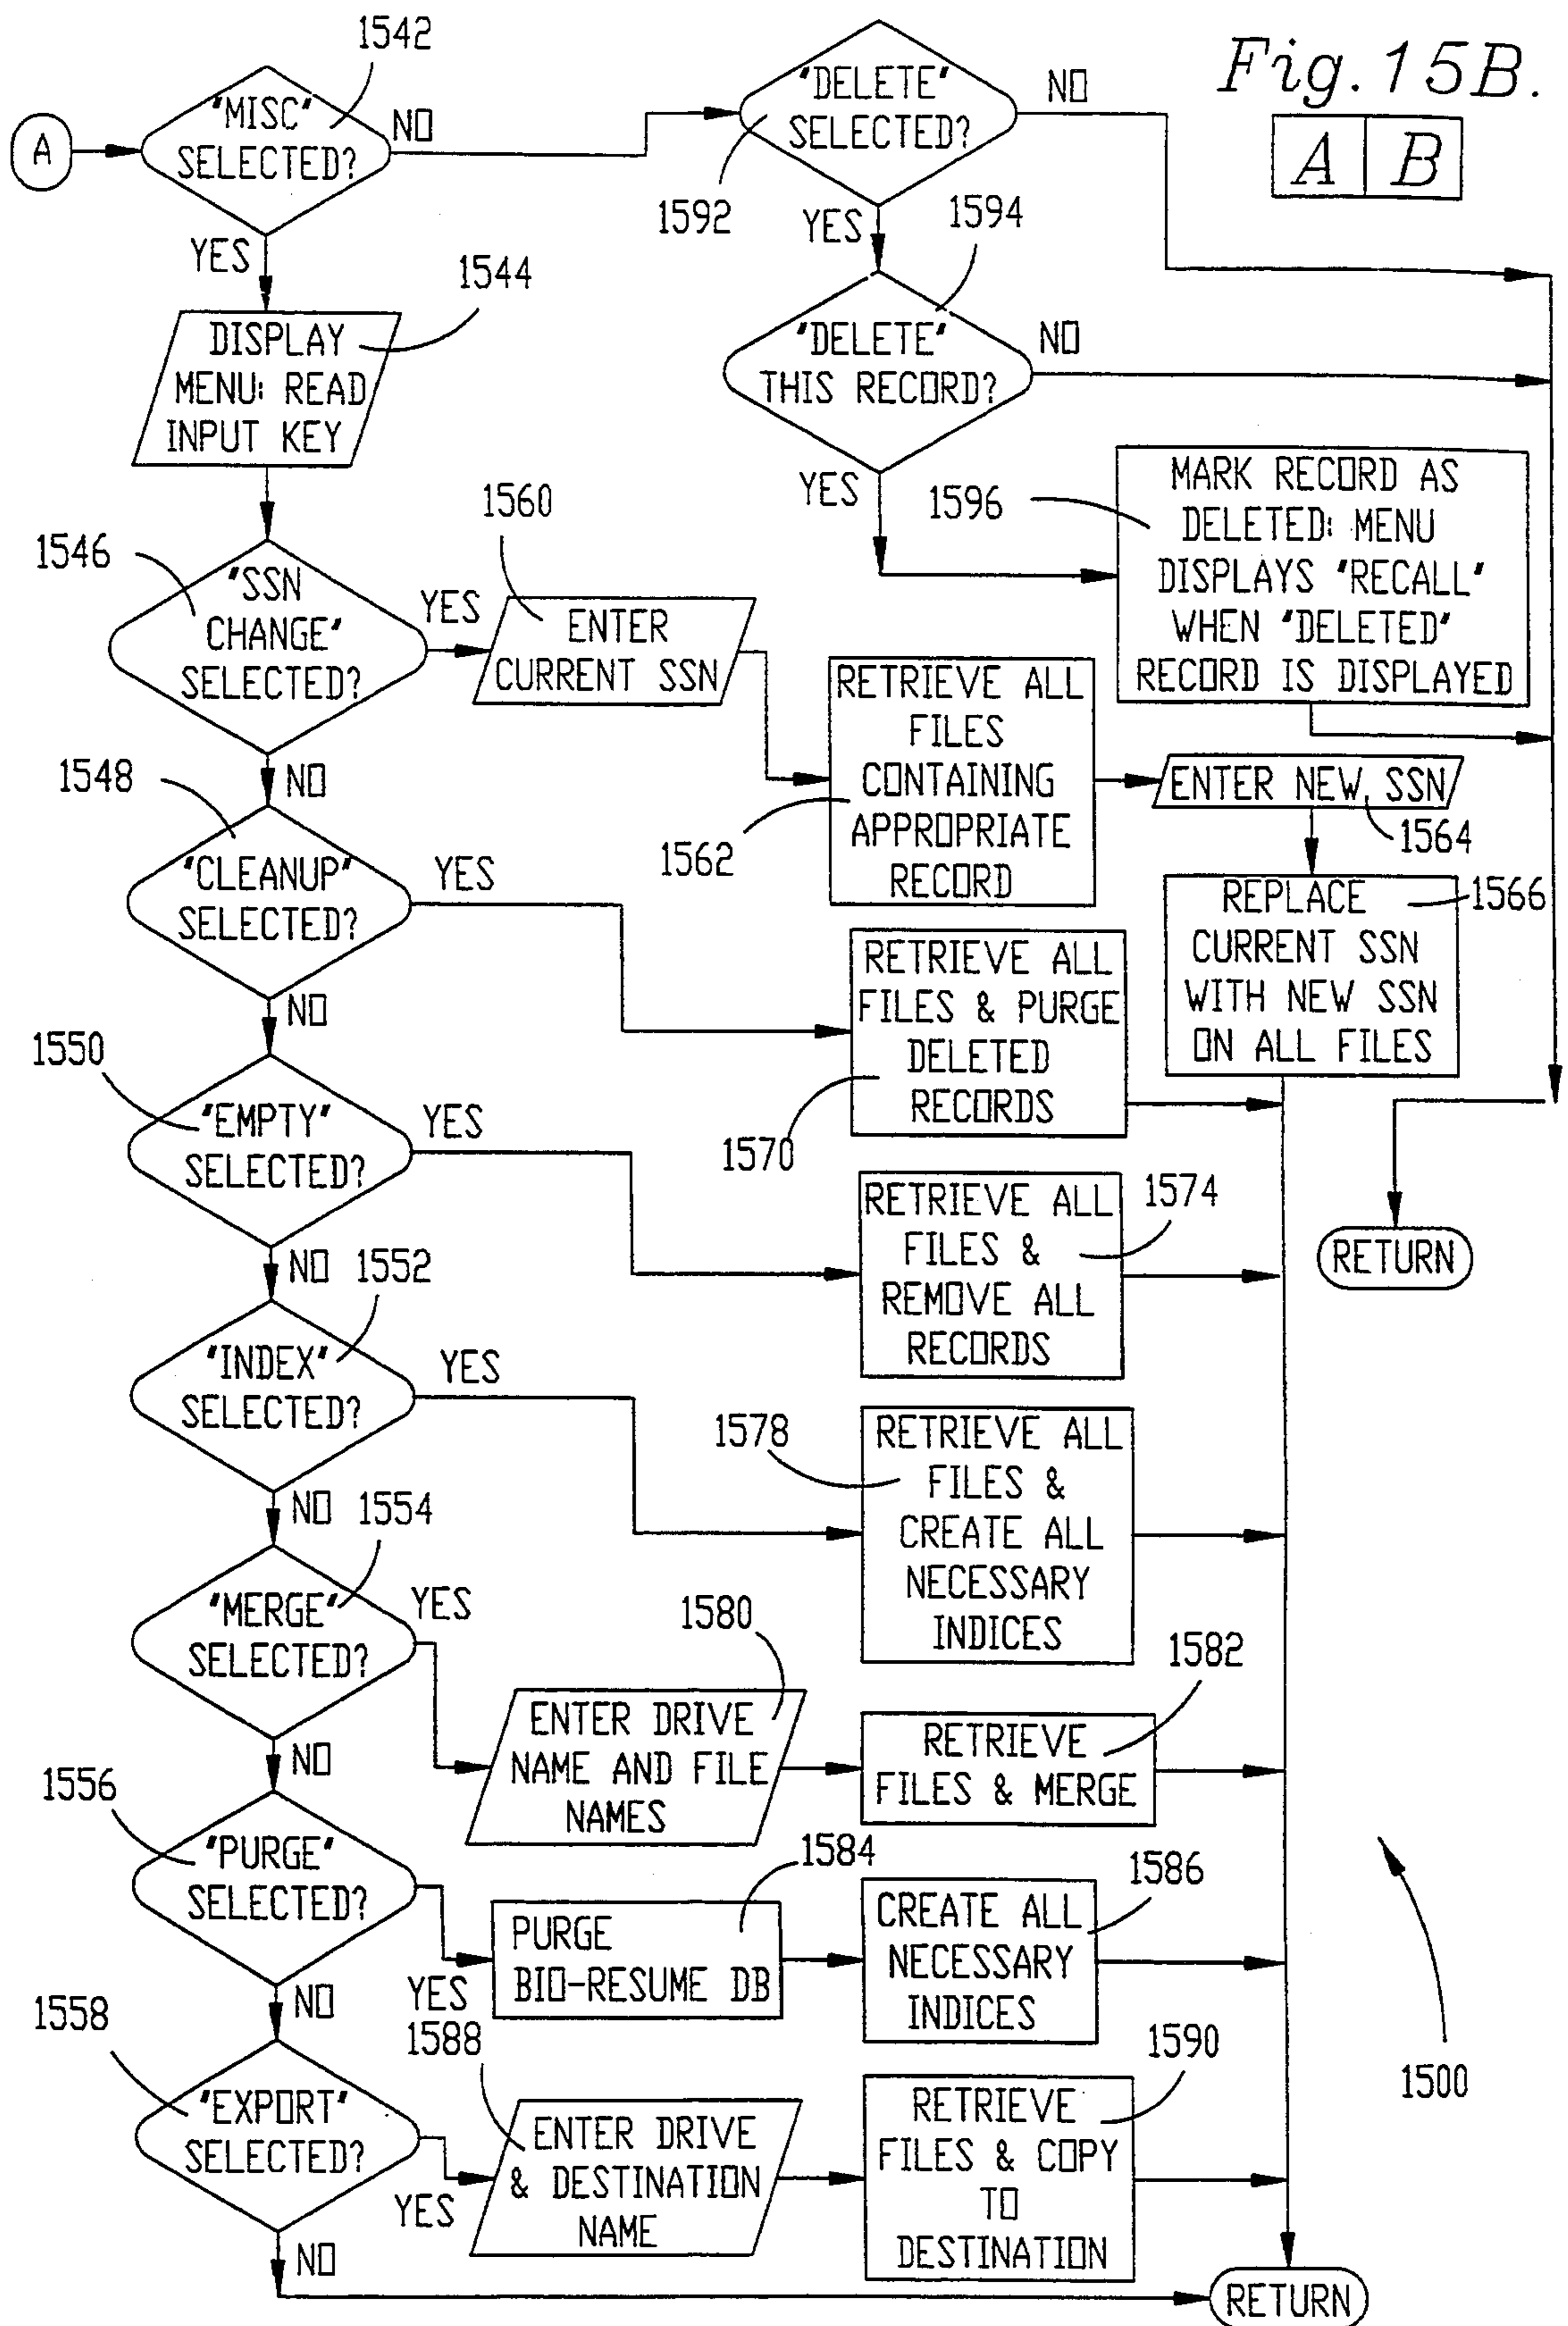 Fig. 15B.
A B
1542
A
"MISC"
SELECTED?
NO
YES
"DELETE"
SELECTED?
NO
1592
YES
1594
1544
DISPLAY
MENU: READ
INPUT KEY
"DELETE"
THIS RECORD?
NO
YES
1596
MARK RECORD AS
DELETED: MENU
DISPLAYS "RECALL"
WHEN "DELETED"
RECORD IS DISPLAYED
1546
"SSN
CHANGE"
SELECTED?
YES
NO
1560
ENTER
CURRENT SSN
RETRIEVE ALL
FILES
CONTAINING
APPROPRIATE
RECORD
1562
ENTER NEW SSN
1564
REPLACE
CURRENT SSN
WITH NEW SSN
ON ALL FILES
1566
1548
"CLEANUP"
SELECTED?
YES
NO
RETRIEVE ALL
FILES & PURGE
DELETED
RECORDS
1570
RETURN
1550
"EMPTY"
SELECTED?
YES
NO
RETRIEVE ALL
FILES &
REMOVE ALL
RECORDS
1574
1552
"INDEX"
SELECTED?
YES
NO
1578
RETRIEVE ALL
FILES &
CREATE ALL
NECESSARY
INDICES
1554
"MERGE"
SELECTED?
YES
NO
1580
ENTER DRIVE
NAME AND FILE
NAMES
1582
RETRIEVE
FILES & MERGE
1556
"PURGE"
SELECTED?
YES
NO
1584
PURGE
BIO-RESUME DB
1586
CREATE ALL
NECESSARY
INDICES
1558
"EXPORT"
SELECTED?
YES
NO
1588
ENTER DRIVE
& DESTINATION
NAME
1590
RETRIEVE
FILES & COPY
TO
DESTINATION
1500
RETURN